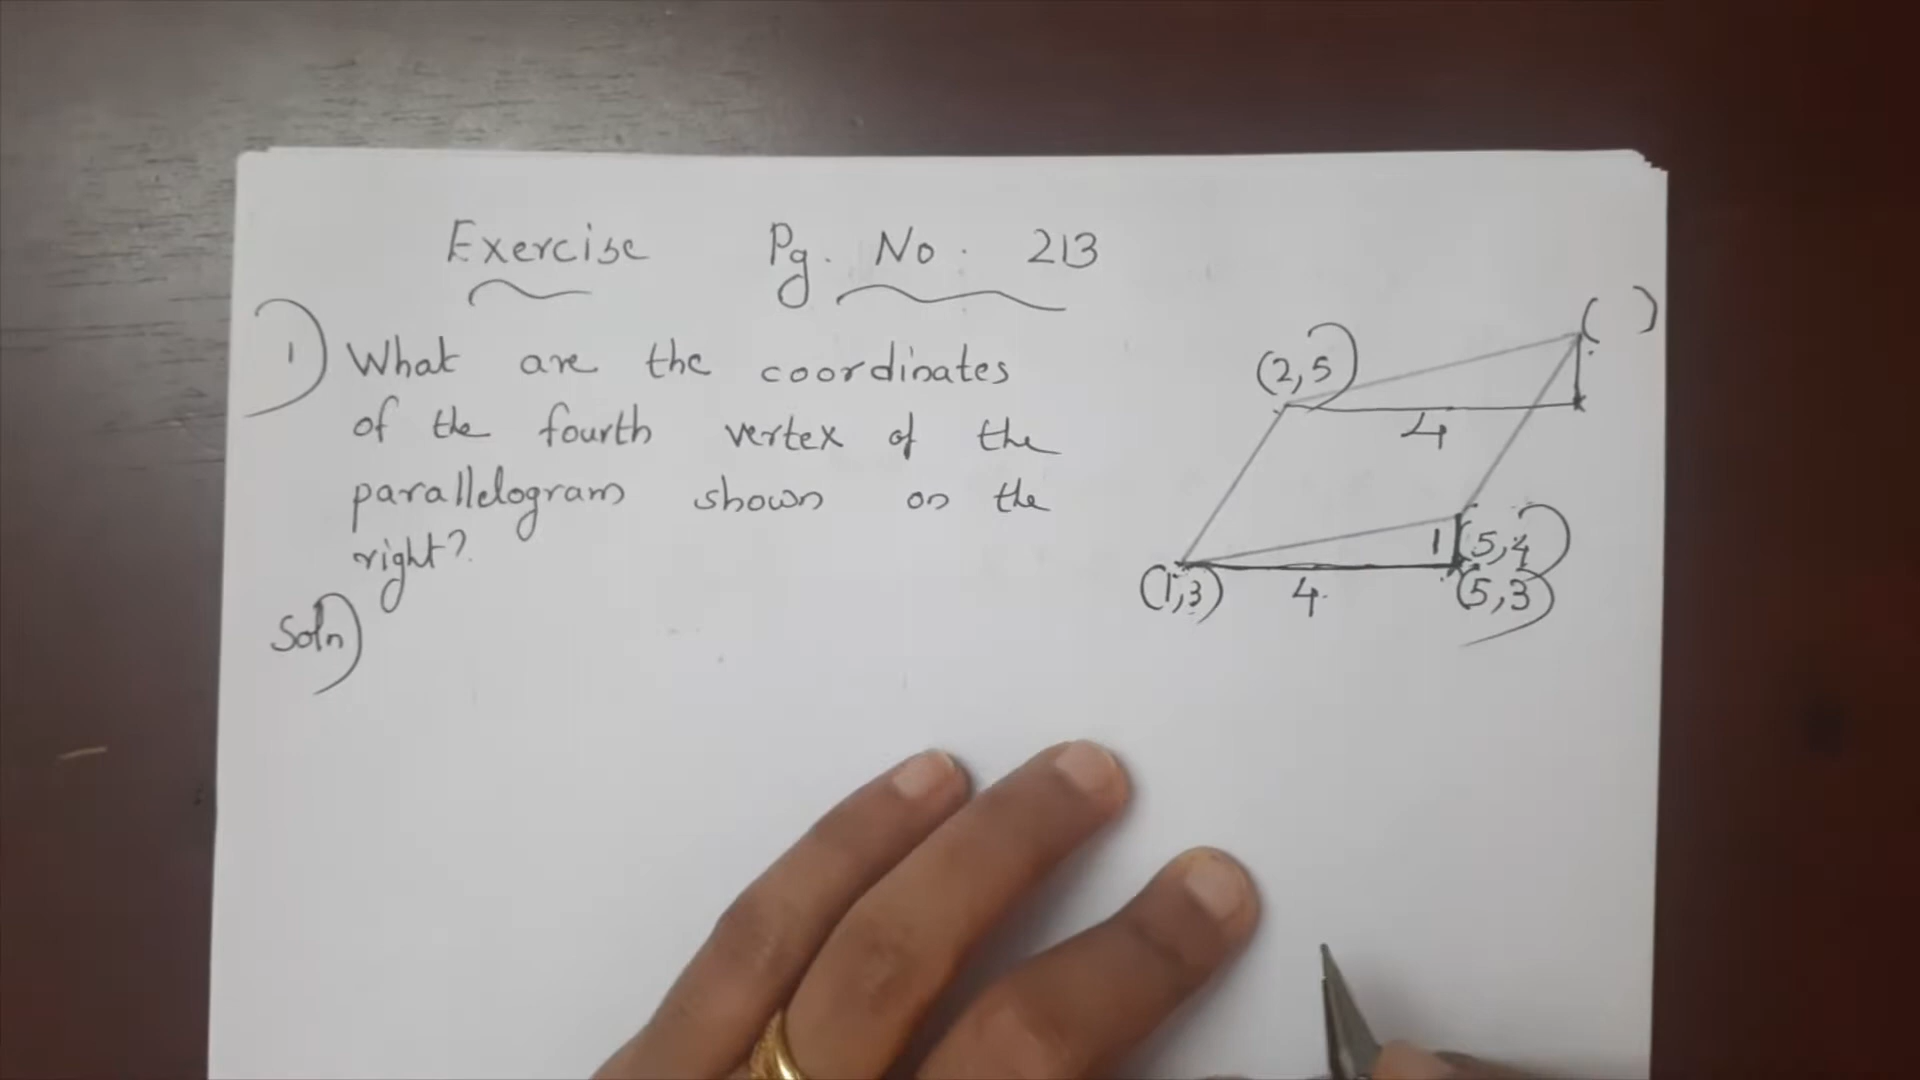 Exercise Pg. No. 213
1) What are the coordinates
of the fourth vertex of the
parallelogram shown on the
right?
Soln)
( )
(2,5)
4
1
(5,4)
(1,3)
4
(5,3)